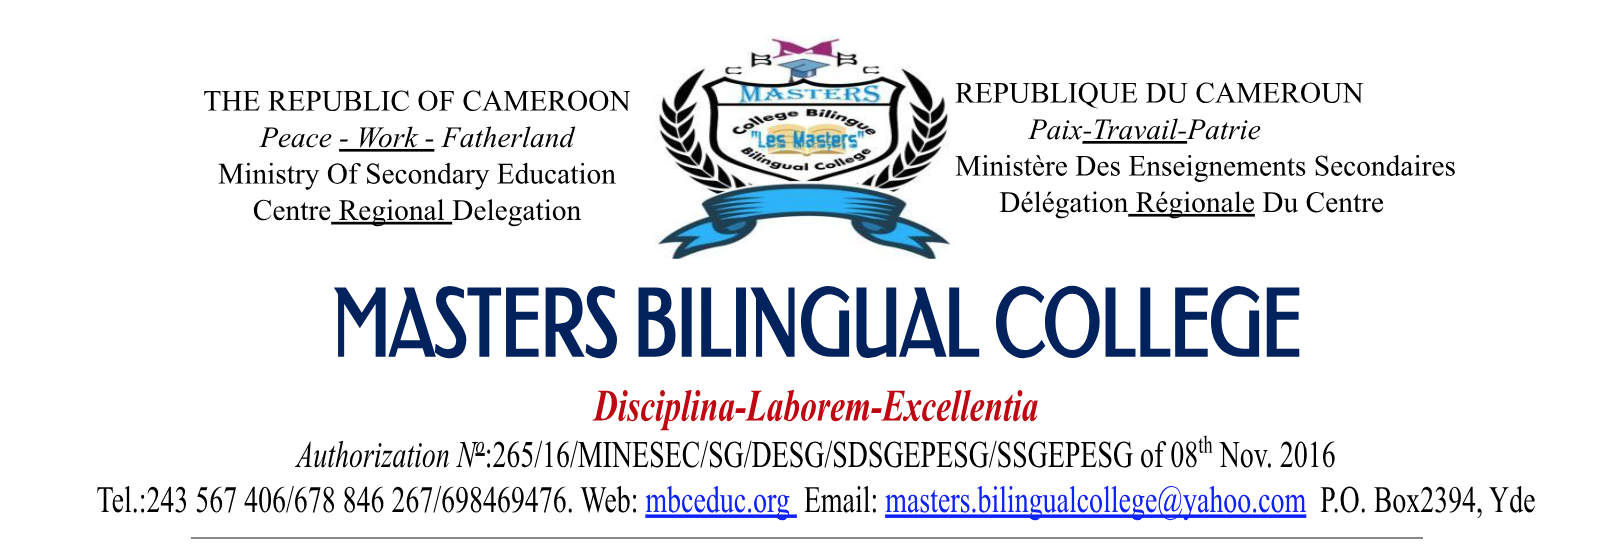 THE REPUBLIC OF CAMEROON
Peace - Work - Fatherland
Ministry Of Secondary Education
Centre Regional Delegation
C B M B C
MASTERS
College Bilingue
"Les Masters"
Bilingual College
REPUBLIQUE DU CAMEROUN
Paix-Travail-Patrie
Ministère Des Enseignements Secondaires
Délégation Régionale Du Centre
MASTERS BILINGUAL COLLEGE
Disciplina-Laborem-Excellentia
Authorization Nº:265/16/MINESEC/SG/DESG/SDSGEPESG/SSGEPESG of 08th Nov. 2016
Tel.:243 567 406/678 846 267/698469476. Web: mbceduc.org Email: masters.bilingualcollege@yahoo.com P.O. Box2394, Yde